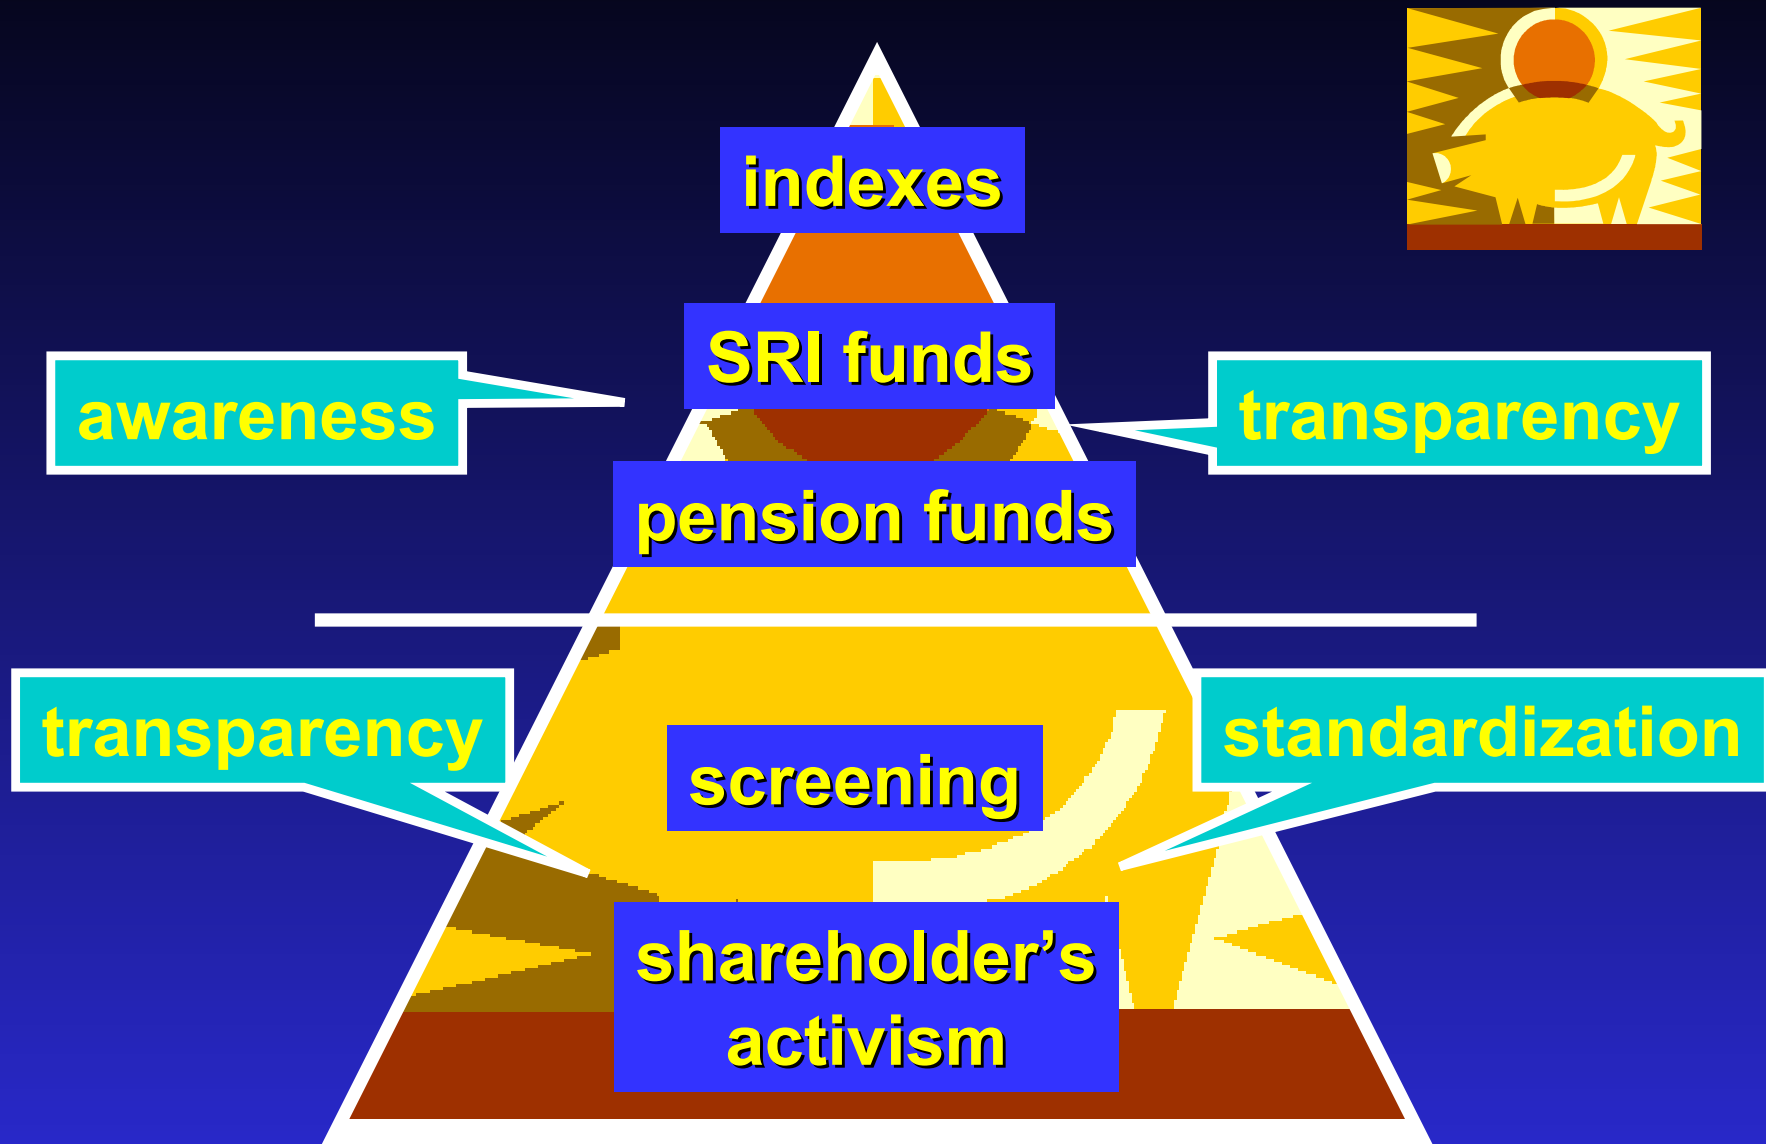 indexes
SRI funds
awareness
transparency
pension funds
transparency
standardization
screening
shareholder’s
activism